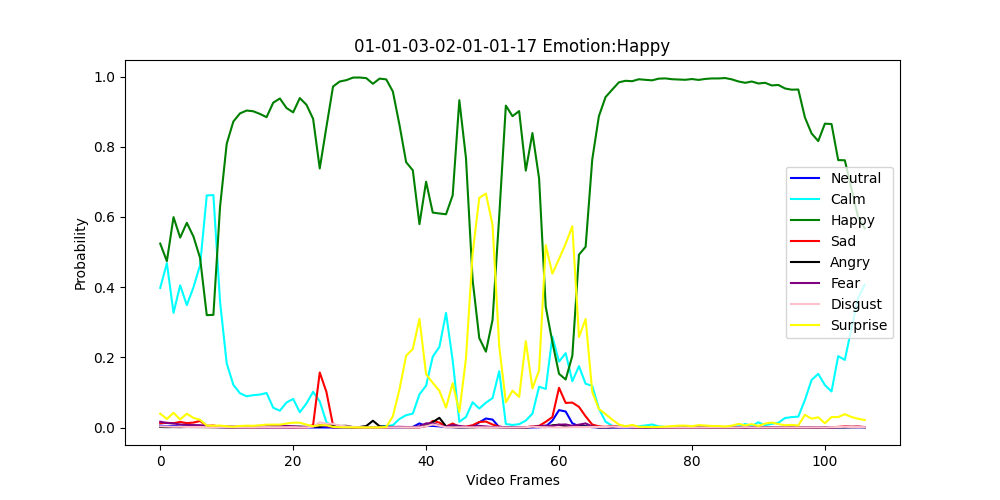 01-01-03-02-01-01-17 Emotion:Happy
1.0
0.8
0.6
0.4
0.2
0.0
Probability
0
20
40
60
80
100
Video Frames
Neutral
Calm
Happy
Sad
Angry
Fear
Disgust
Surprise